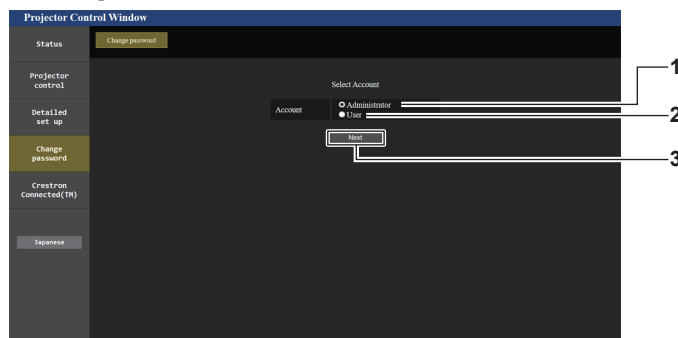 Projector Control Window
Status
Change password
Projector
control
Select Account
1
Account
Administrator
User
2
Detailed
set up
Next
3
Change
password
Crestron
Connected(TM)
Japanese